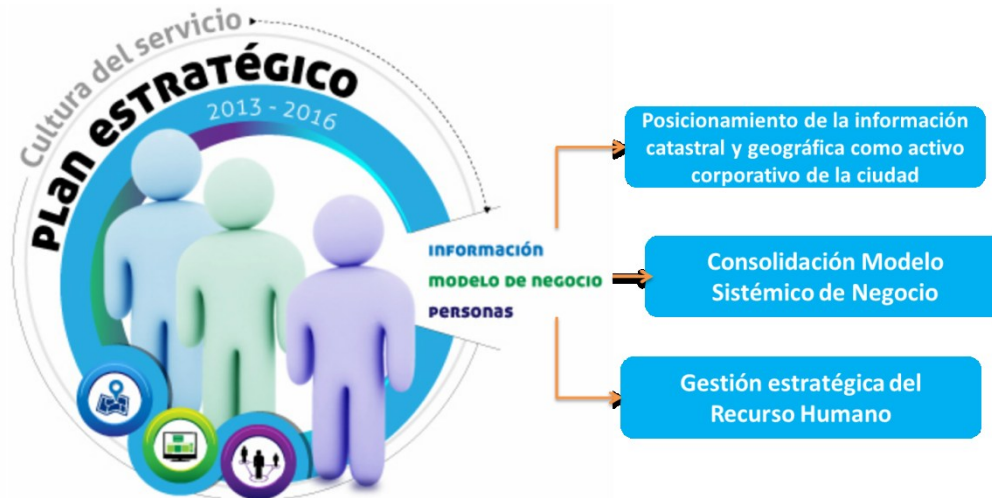 Cultura del servicio
PLAN ESTRATÉGICO
2013 - 2016
INFORMACIÓN
MODELO DE NEGOCIO
PERSONAS
Posicionamiento de la información
catastral y geográfica como activo
corporativo de la ciudad
Consolidación Modelo
Sistémico de Negocio
Gestión estratégica del
Recurso Humano